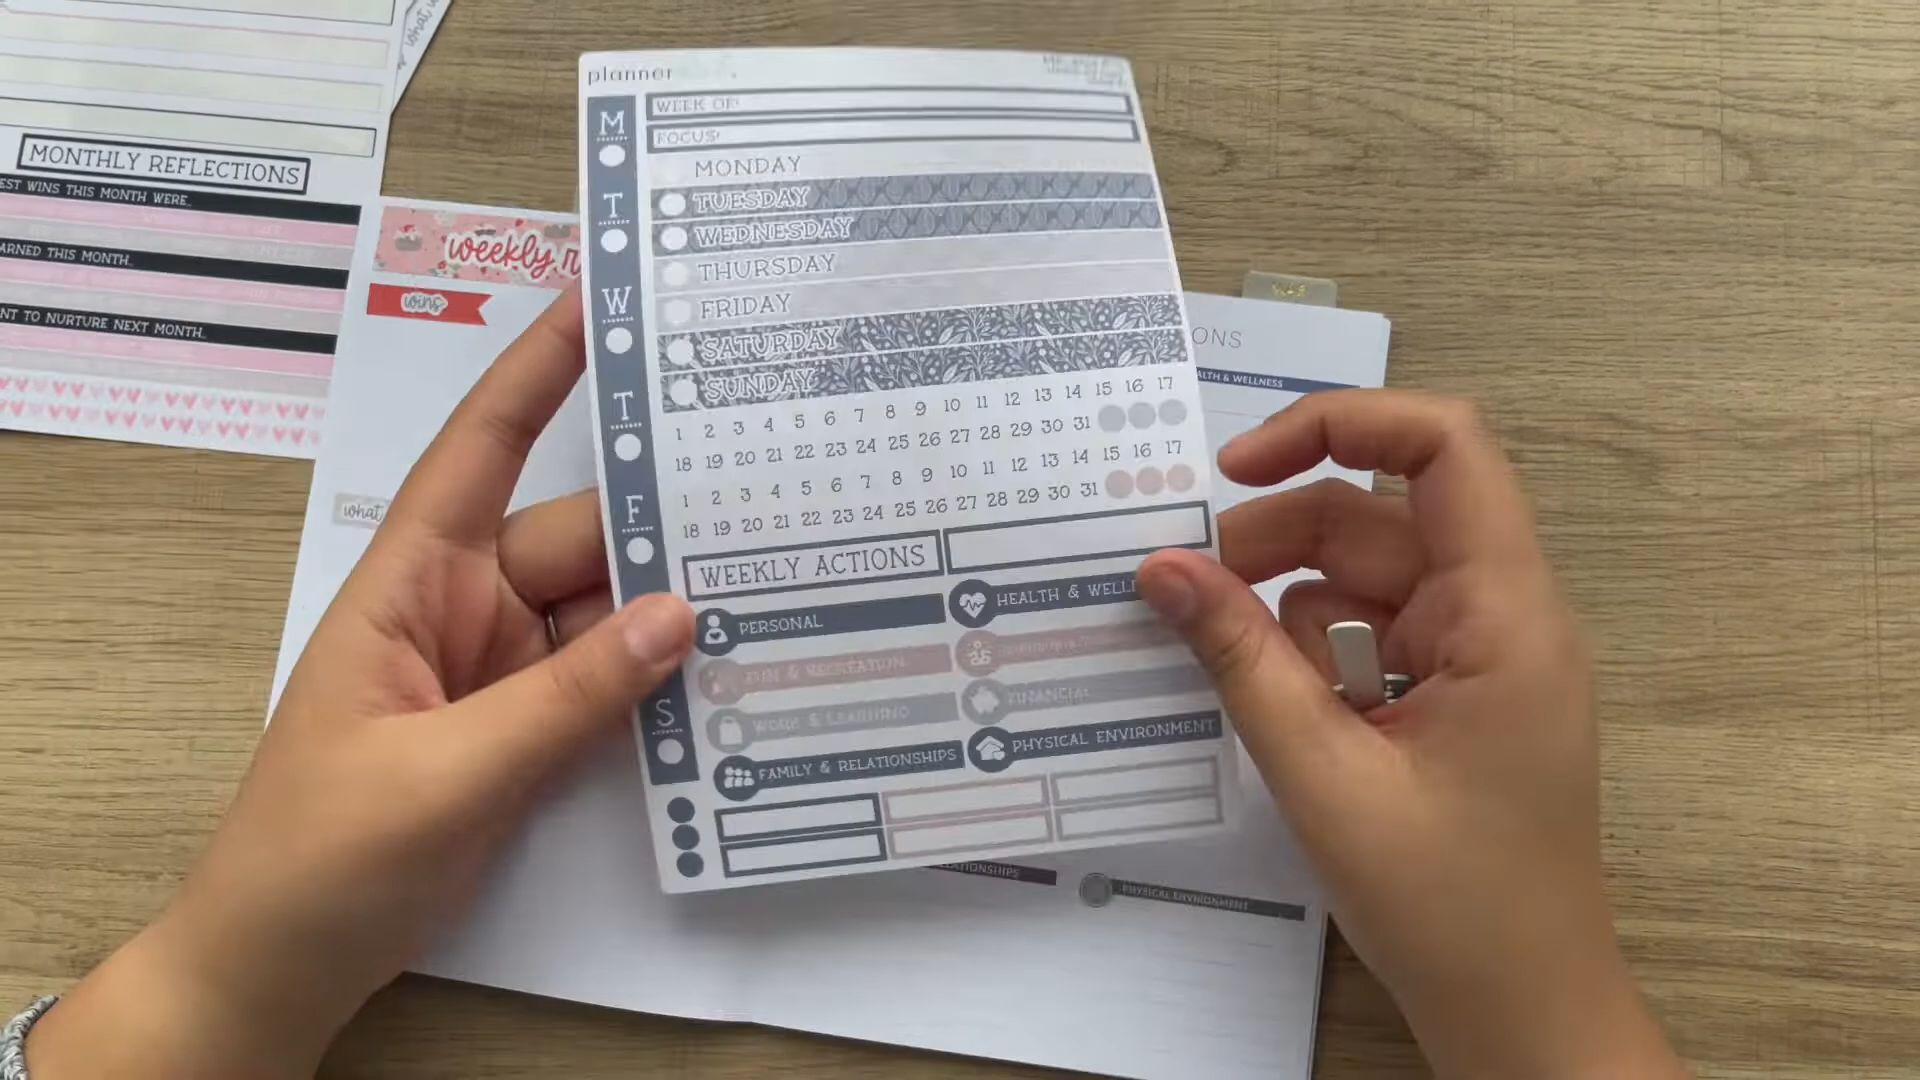 planner
WEEK OF:
FOCUS:
M
T
W
T
F
S
MONDAY
TUESDAY
WEDNESDAY
THURSDAY
FRIDAY
SATURDAY
SUNDAY
1 2 3 4 5 6 7 8 9 10 11 12 13 14 15 16 17
18 19 20 21 22 23 24 25 26 27 28 29 30 31
1 2 3 4 5 6 7 8 9 10 11 12 13 14 15 16 17
18 19 20 21 22 23 24 25 26 27 28 29 30 31
WEEKLY ACTIONS
PERSONAL
HEALTH & WELL
FUN & RECREATION
WORK & LEARNING
FINANCIAL
FAMILY & RELATIONSHIPS
PHYSICAL ENVIRONMENT
MONTHLY REFLECTIONS
EST WINS THIS MONTH WERE...
ARNED THIS MONTH...
NT TO NURTURE NEXT MONTH...
weekly r
wins
what
what
ONS
ALTH & WELLNESS
LATIONSHIPS
PHYSICAL ENVIRONMENT